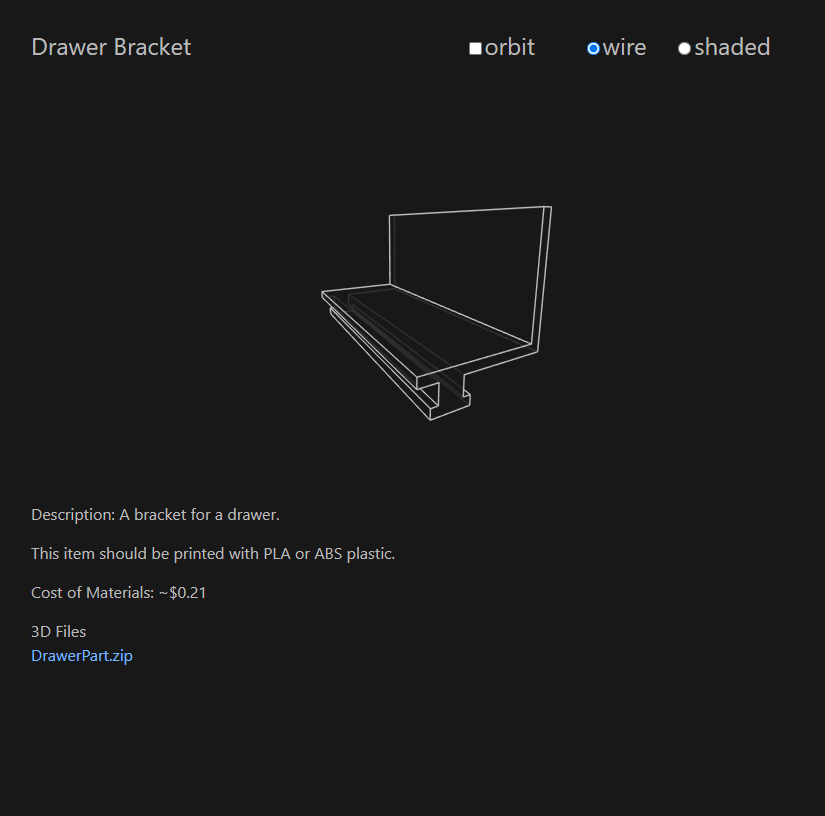 Drawer Bracket
orbit wire shaded
Description: A bracket for a drawer.
This item should be printed with PLA or ABS plastic.
Cost of Materials: ~$0.21
3D Files
DrawerPart.zip